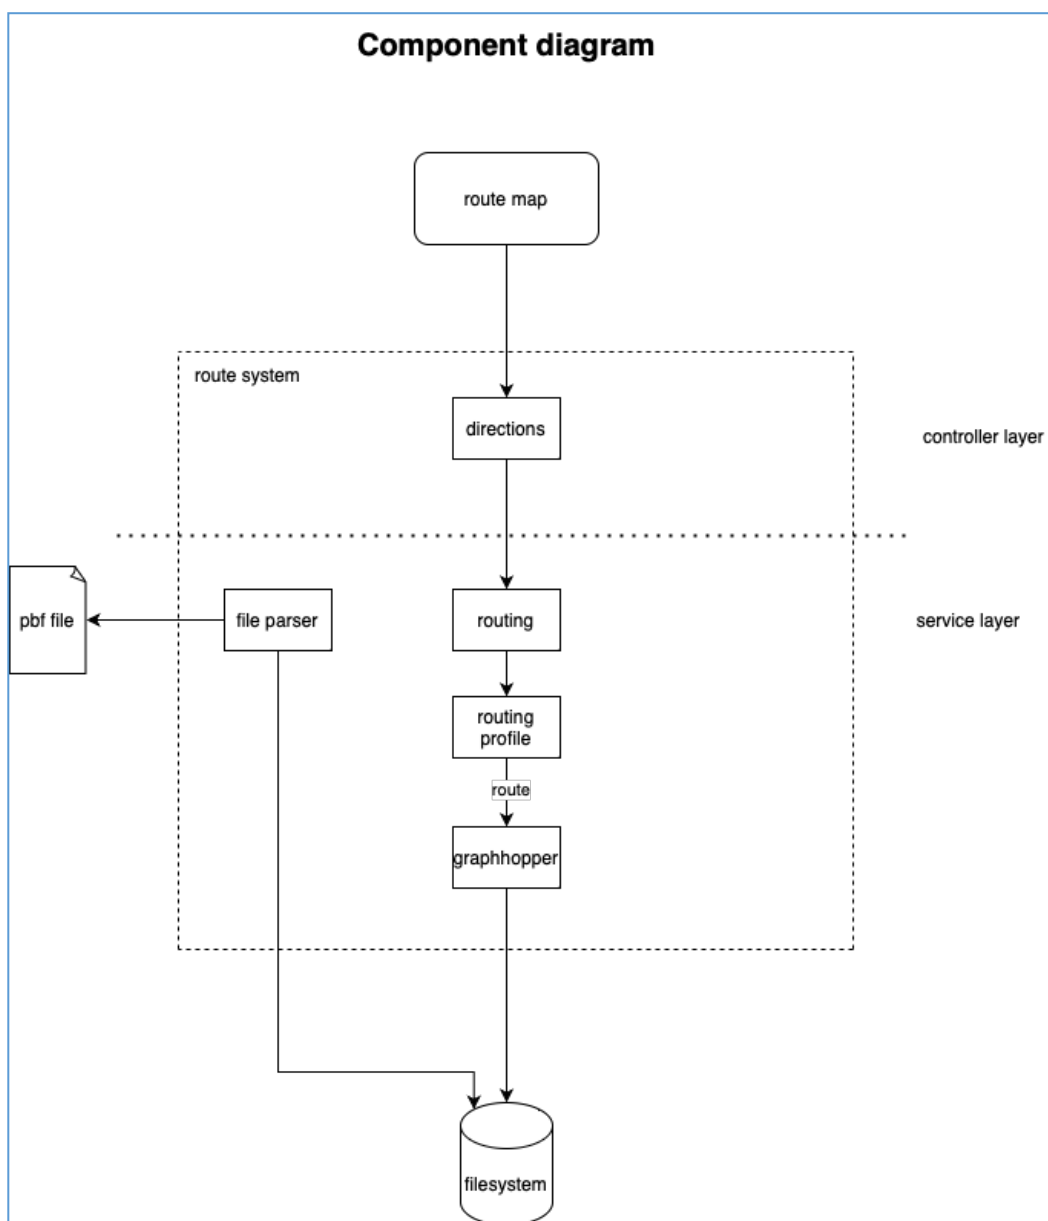 Component diagram
route map
route system
directions
controller layer
pbf file
file parser
routing
service layer
routing
profile
route
graphhopper
filesystem